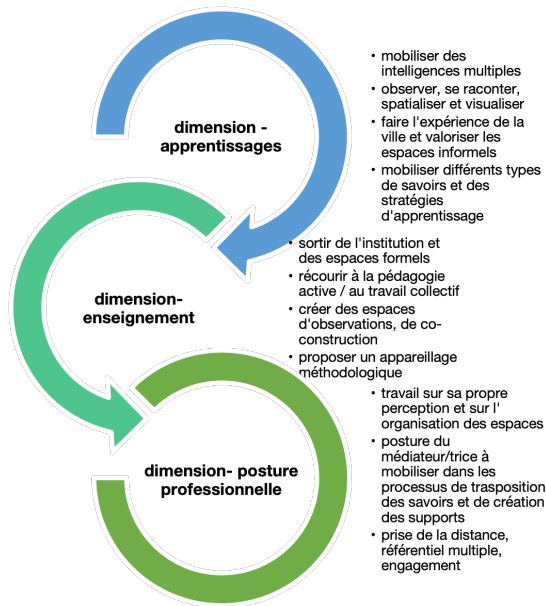 dimension -
apprentissages
• mobiliser des
intelligences multiples
• observer, se raconter,
spatialiser et visualiser
• faire l'expérience de la
ville et valoriser les
espaces informels
• mobiliser différents types
de savoirs et des
stratégies
d'apprentissage
dimension-
enseignement
• sortir de l'institution et
des espaces formels
• récourir à la pédagogie
active / au travail collectif
• créer des espaces
d'observations, de co-
construction
• proposer un appareillage
méthodologique
dimension- posture
professionnelle
• travail sur sa propre
perception et sur l'
organisation des espaces
• posture du
médiateur/trice à
mobiliser dans les
processus de trasposition
des savoirs et de création
des supports
• prise de la distance,
référentiel multiple,
engagement